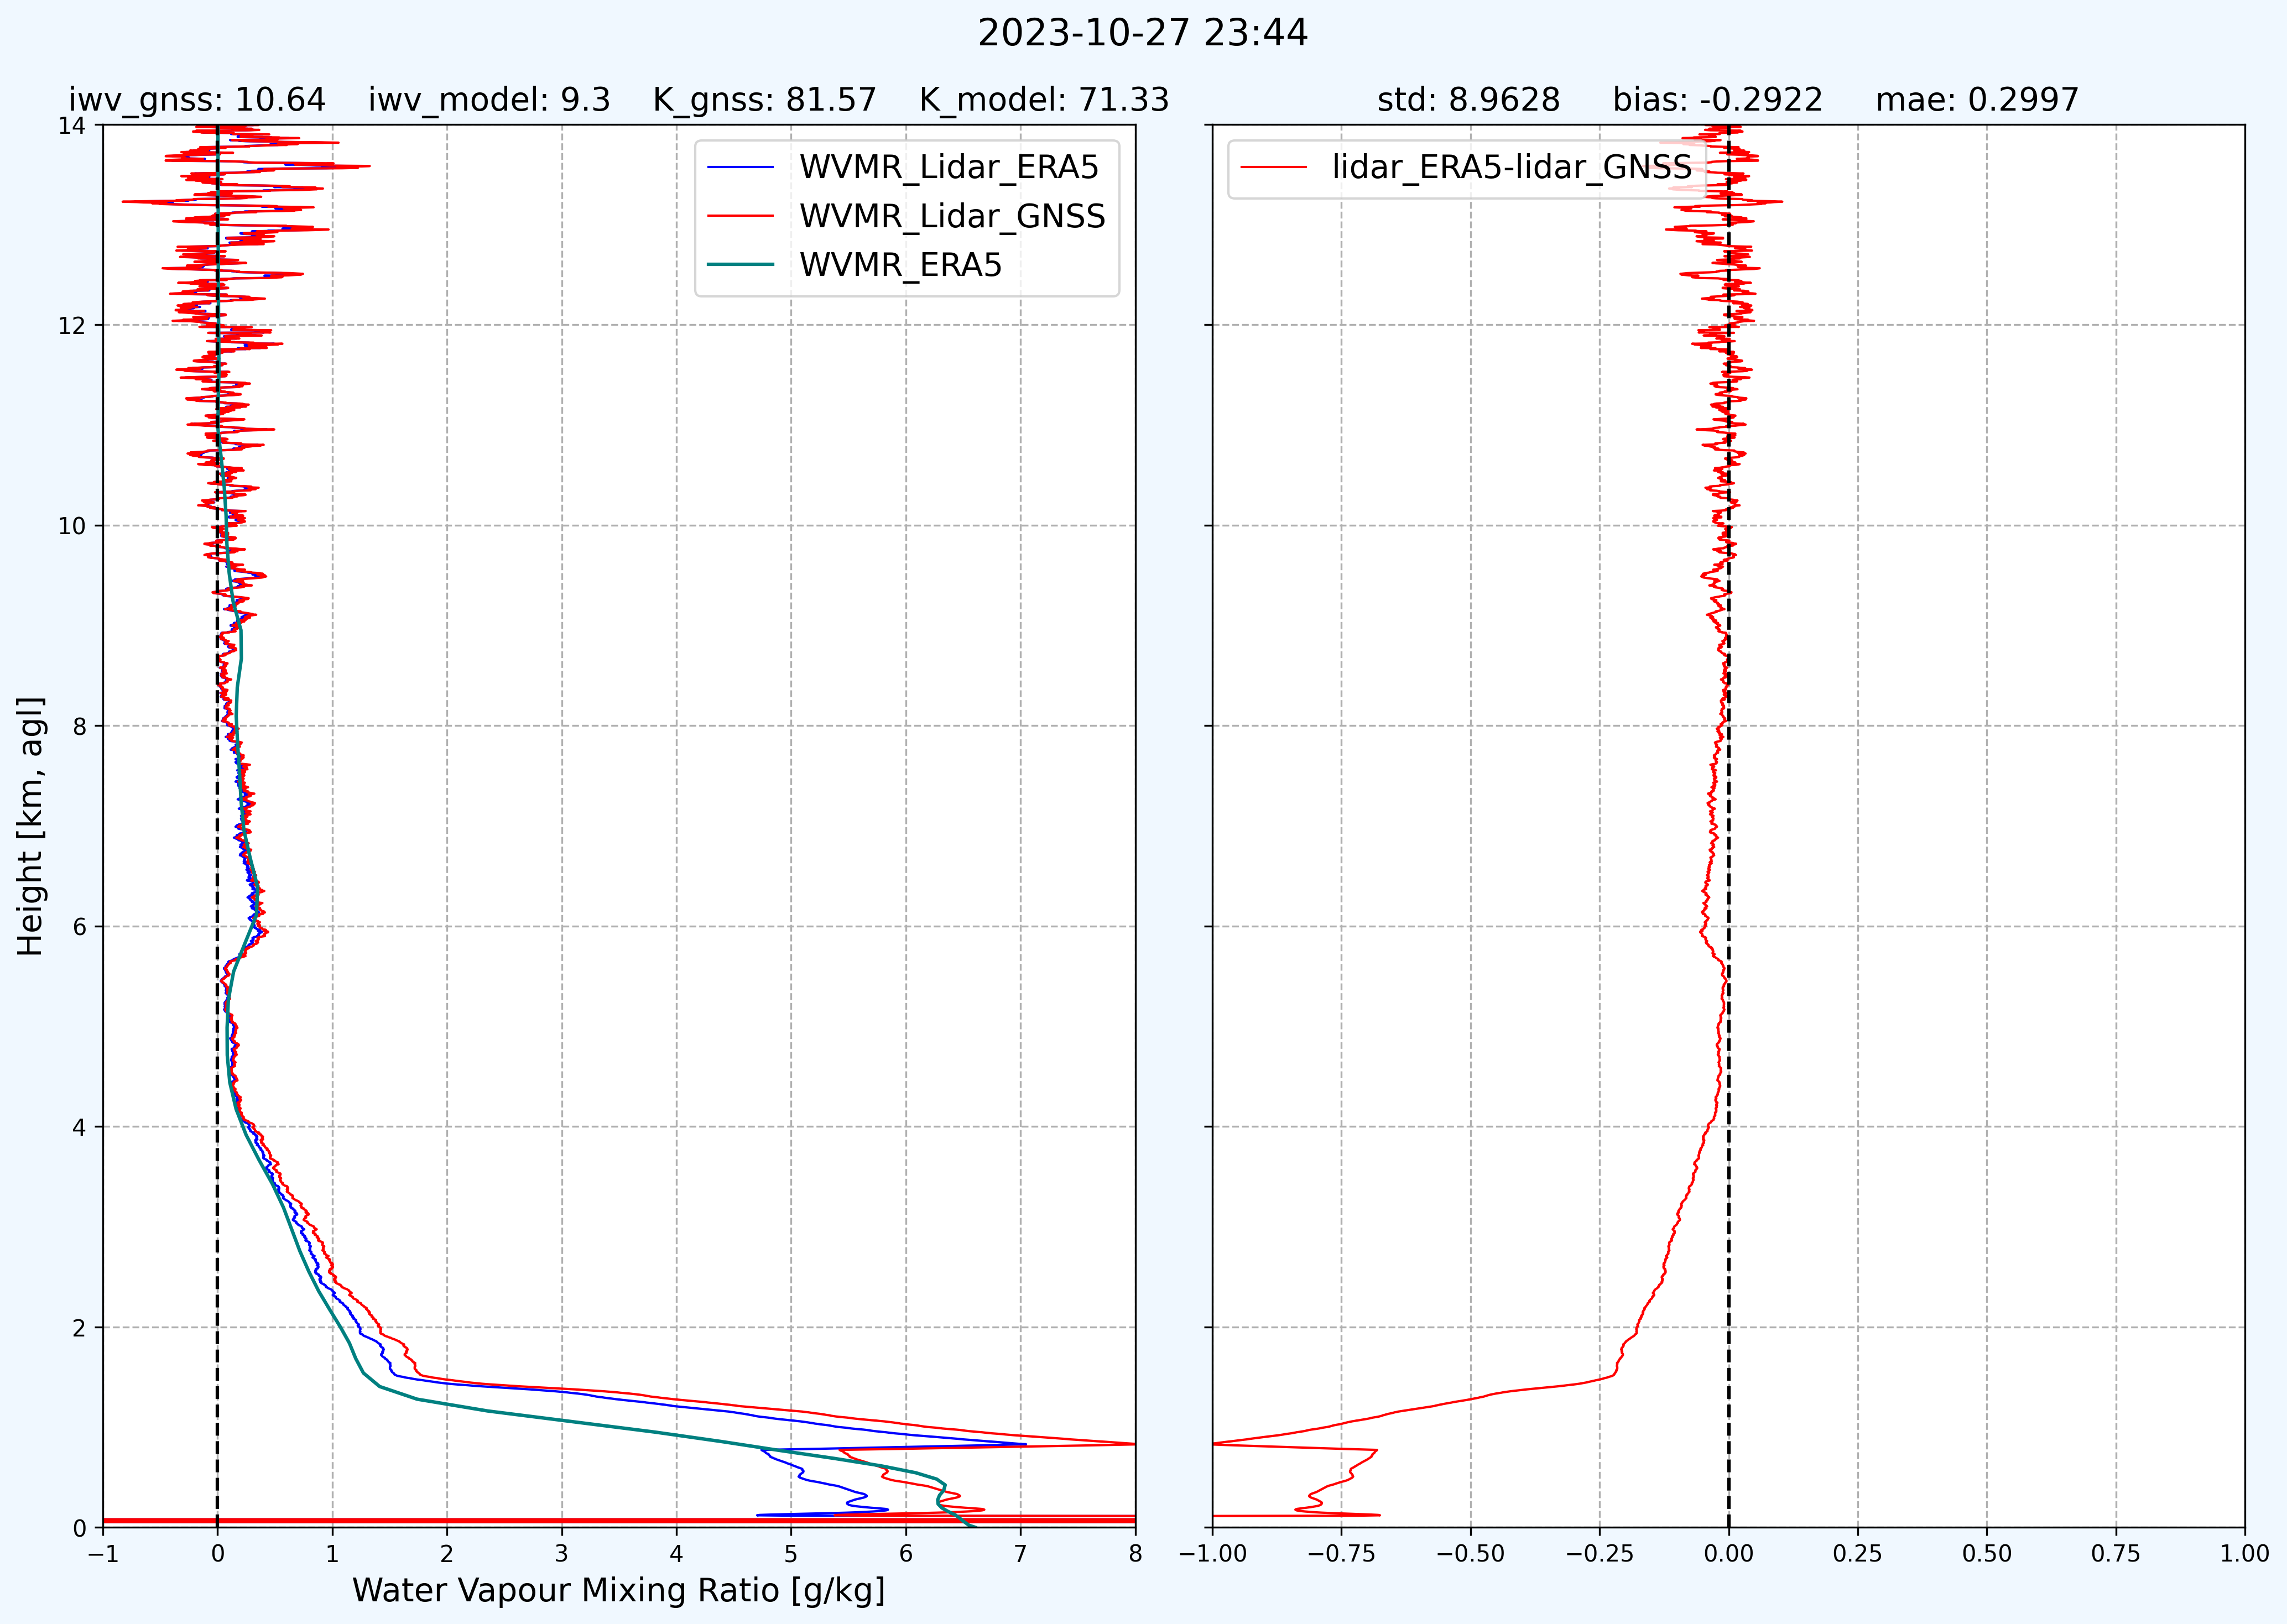 2023-10-27 23:44
iwv_gnss: 10.64 iwv_model: 9.3 K_gnss: 81.57 K_model: 71.33
std: 8.9628 bias: -0.2922 mae: 0.2997
WVMR_Lidar_ERA5
WVMR_Lidar_GNSS
WVMR_ERA5
lidar_ERA5-lidar_GNSS
14
12
10
8
6
4
2
0
Height [km, agl]
−1 0 1 2 3 4 5 6 7 8
Water Vapour Mixing Ratio [g/kg]
−1.00 −0.75 −0.50 −0.25 0.00 0.25 0.50 0.75 1.00